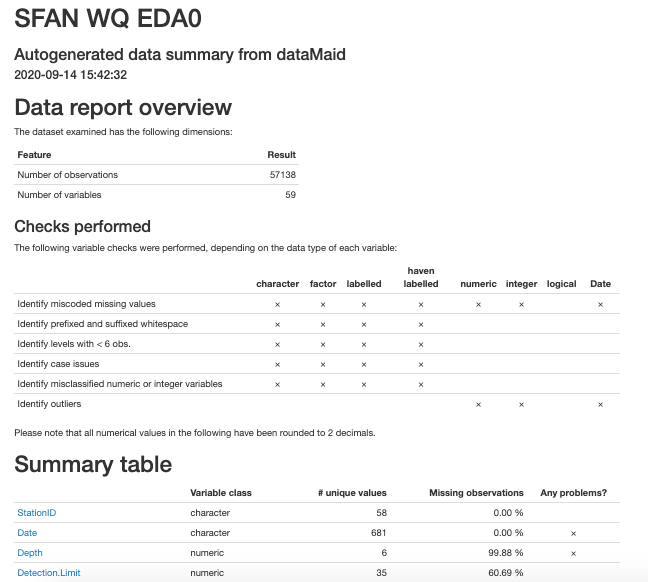 SFAN WQ EDA0
Autogenerated data summary from dataMaid
2020-09-14 15:42:32
Data report overview
The dataset examined has the following dimensions:
Feature Result
Number of observations 57138
Number of variables 59
Checks performed
The following variable checks were performed, depending on the data type of each variable:
character factor labelled haven labelled numeric integer logical Date
Identify miscoded missing values × × × × × × ×
Identify prefixed and suffixed whitespace × × × ×
Identify levels with < 6 obs. × × × ×
Identify case issues × × × ×
Identify misclassified numeric or integer variables × × × ×
Identify outliers × × ×
Please note that all numerical values in the following have been rounded to 2 decimals.
Summary table
Variable class # unique values Missing observations Any problems?
StationID character 58 0.00 %
Date character 681 0.00 % ×
Depth numeric 6 99.88 % ×
Detection.Limit numeric 35 60.69 %